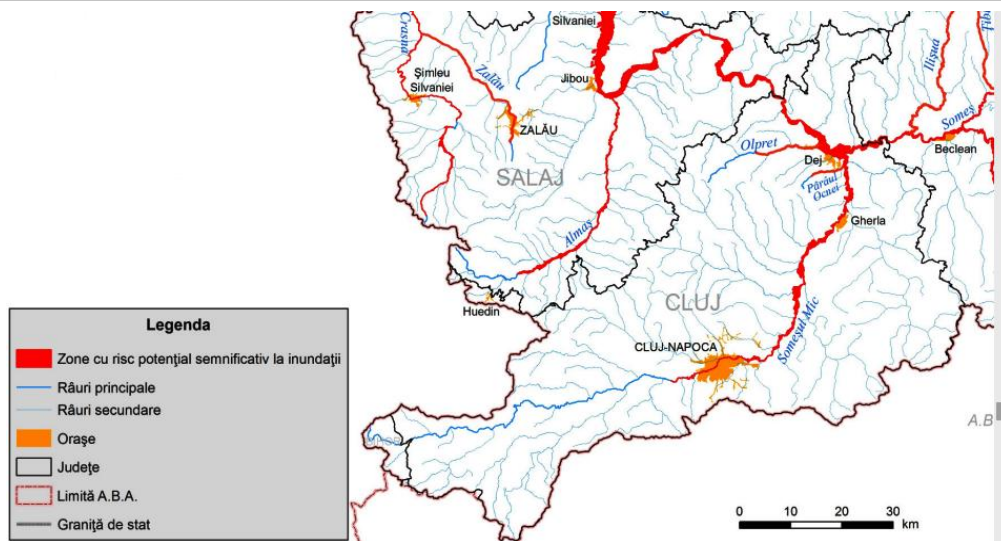 Crasna
Silvaniei
Ilişua
Şimleu
Silvaniei
Zalău
Jibou
ZALĂU
Someş
Beclean
Olpret
Dej
Pârâul
Ocnei
SALAJ
Gherla
Almaş
CLUJ
Huedin
Someşul Mic
CLUJ-NAPOCA
A.B
Legenda
Zone cu risc potenţial semnificativ la inundaţii
Râuri principale
Râuri secundare
Oraşe
Judeţe
Limită A.B.A.
Graniţă de stat
0 10 20 30
km